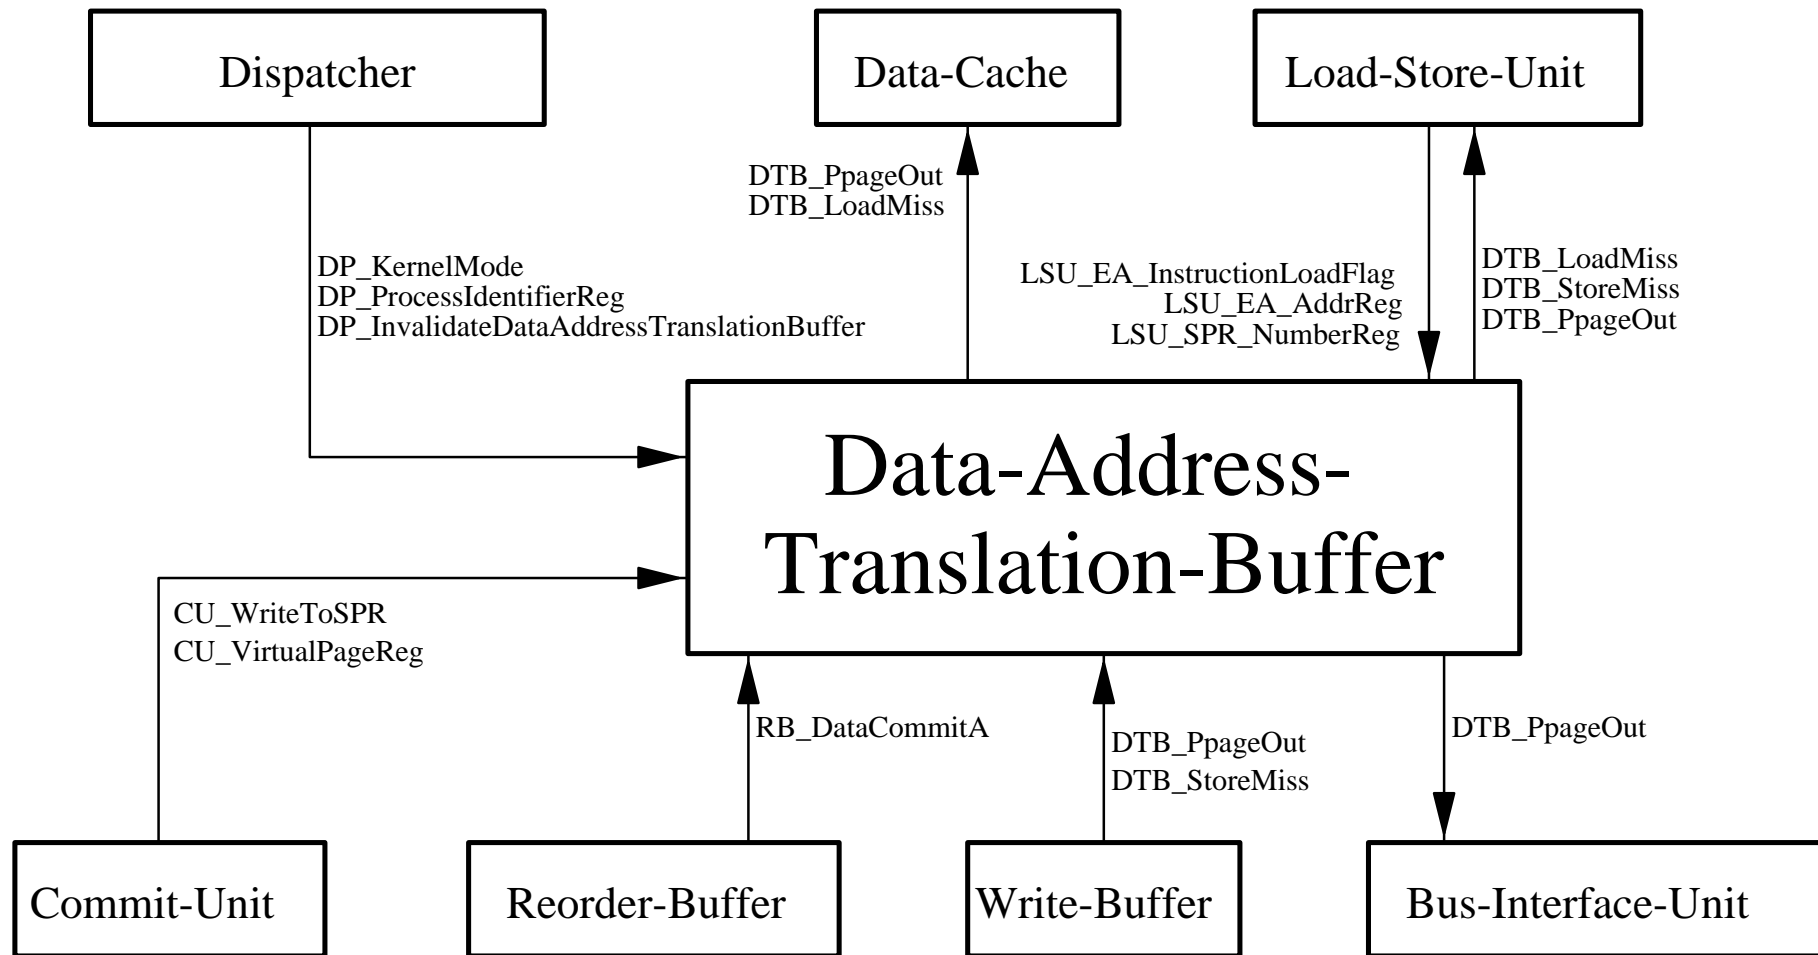 Dispatcher
Data-Cache
Load-Store-Unit
DTB_PpageOut
DTB_LoadMiss
DP_KernelMode
DP_ProcessIdentifierReg
DP_InvalidateDataAddressTranslationBuffer
LSU_EA_InstructionLoadFlag
LSU_EA_AddrReg
LSU_SPR_NumberReg
DTB_LoadMiss
DTB_StoreMiss
DTB_PpageOut
Data-Address-
Translation-Buffer
CU_WriteToSPR
CU_VirtualPageReg
RB_DataCommitA
DTB_PpageOut
DTB_StoreMiss
DTB_PpageOut
Commit-Unit
Reorder-Buffer
Write-Buffer
Bus-Interface-Unit